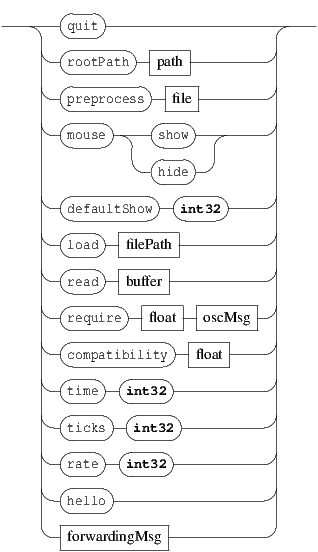 quit
rootPath path
preprocess file
mouse show
hide
defaultShow int32
load filePath
read buffer
require float oscMsg
compatibility float
time int32
ticks int32
rate int32
hello
forwardingMsg